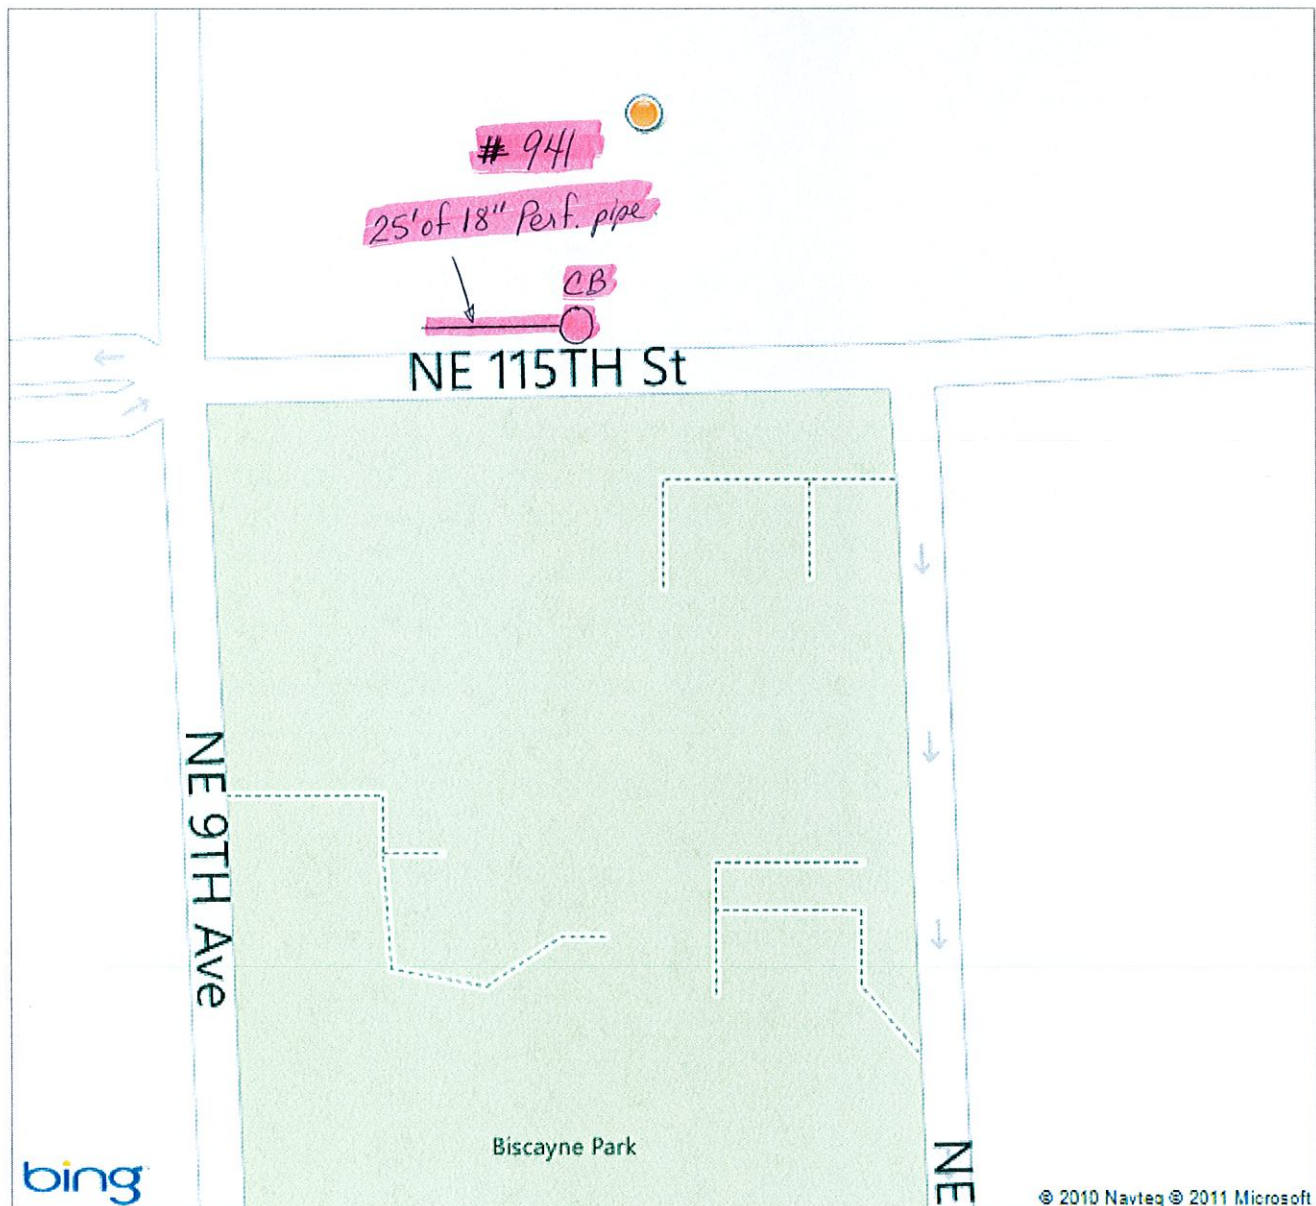 # 941
25' of 18" Perf. pipe
CB
NE 115TH St
NE 9TH Ave
Biscayne Park
NE
bing
© 2010 Navteq © 2011 Microsoft